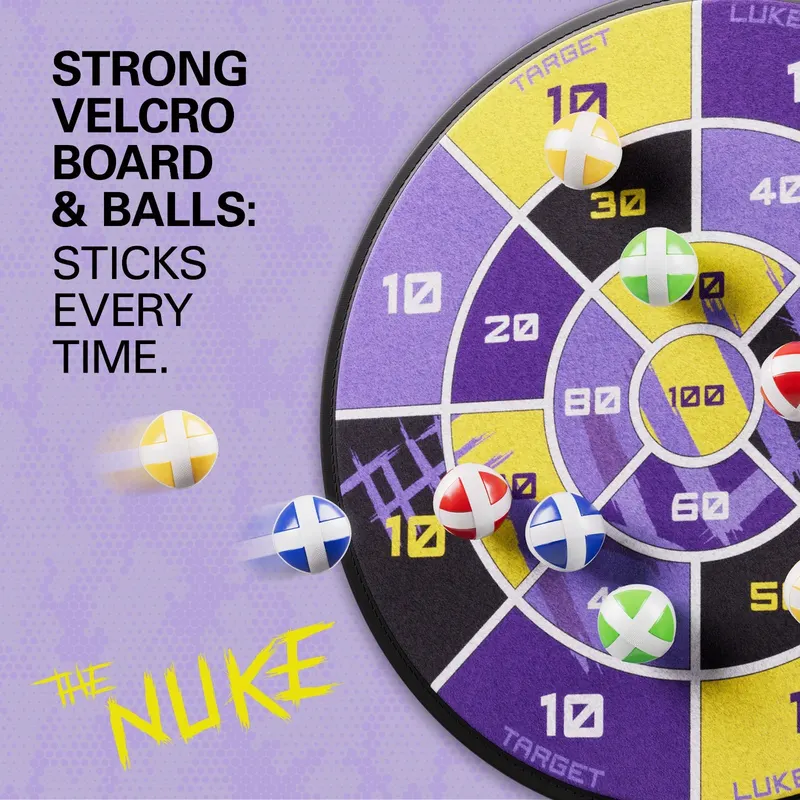 STRONG
VELCRO
BOARD
& BALLS:
STICKS
EVERY
TIME.
THE
NUKE
TARGET
LUKE
10
40
30
10
20
80
100
60
10
10
TARGET
LUKE